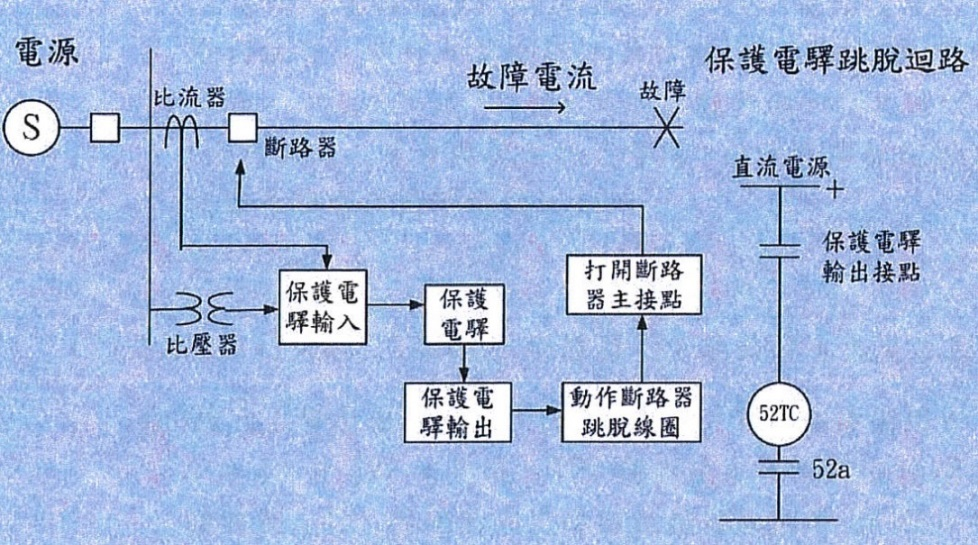 電源
保護電驛跳脫迴路
故障電流
比流器
故障
S
斷路器
直流電源
+
保護電驛
輸出接點
打開斷路
器主接點
保護電
驛輸入
保護
電驛
比壓器
保護電
驛輸出
動作斷路器
跳脫線圈
52TC
52a